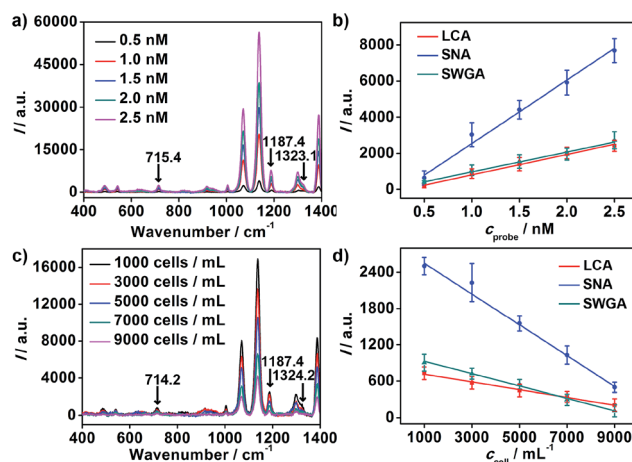 a)
60000
45000
30000
15000
400
I / a.u.
0.5 nM
1.0 nM
1.5 nM
2.0 nM
2.5 nM
715.4
1187.4
1323.1
400 600 800 1000 1200 1400
Wavenumber / cm⁻¹
b)
8000
6000
4000
2000
0
I / a.u.
LCA
SNA
SWGA
0.5 1.0 1.5 2.0 2.5
c probe / nM
c)
16000
12000
8000
4000
0
I / a.u.
1000 cells / mL
3000 cells / mL
5000 cells / mL
7000 cells / mL
9000 cells / mL
714.2
1187.4
1324.2
400 600 800 1000 1200 1400
Wavenumber / cm⁻¹
d)
2400
1800
1200
600
0
I / a.u.
LCA
SNA
SWGA
1000 3000 5000 7000 9000
c cell / mL⁻¹